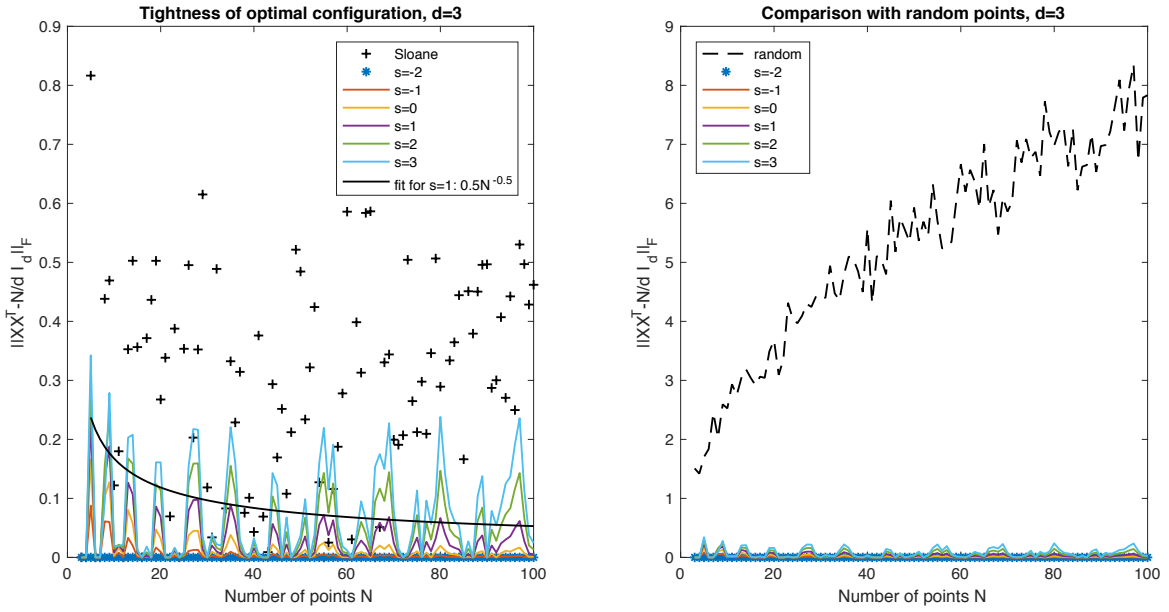 Tightness of optimal configuration, d=3
0.9
0.8
0.7
0.6
0.5
0.4
0.3
0.2
0.1
0
||XX^T-N/d I_d||_F
Sloane
s=-2
s=-1
s=0
s=1
s=2
s=3
fit for s=1: 0.5N^-0.5
0 20 40 60 80 100
Number of points N
Comparison with random points, d=3
9
8
7
6
5
4
3
2
1
0
||XX^T-N/d I_d||_F
random
s=-2
s=-1
s=0
s=1
s=2
s=3
0 20 40 60 80 100
Number of points N